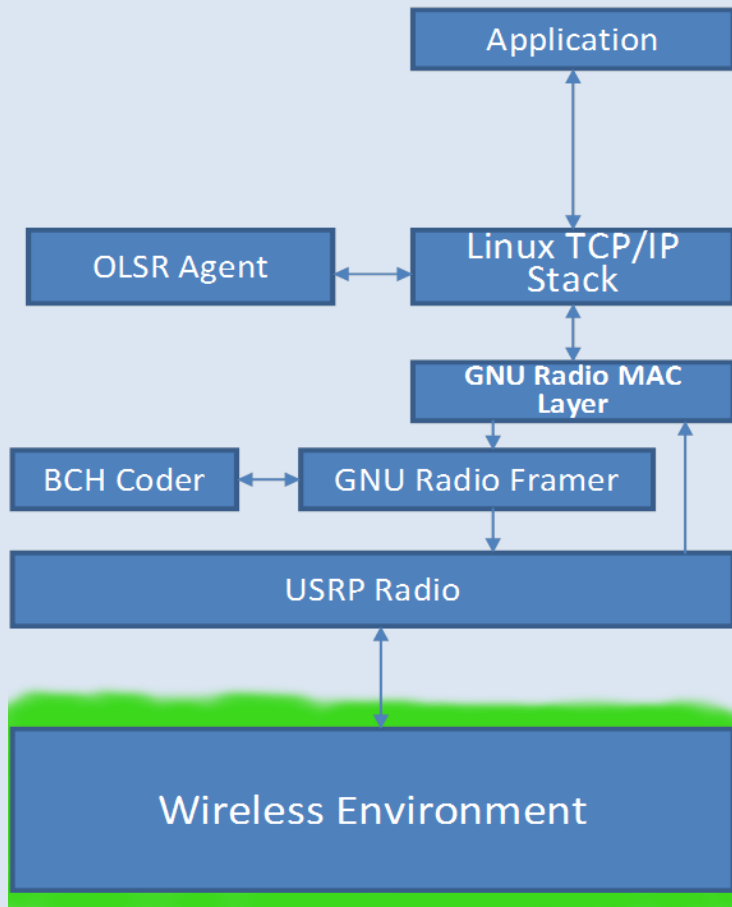 Application
OLSR Agent
Linux TCP/IP
Stack
GNU Radio MAC
Layer
BCH Coder
GNU Radio Framer
USRP Radio
Wireless Environment